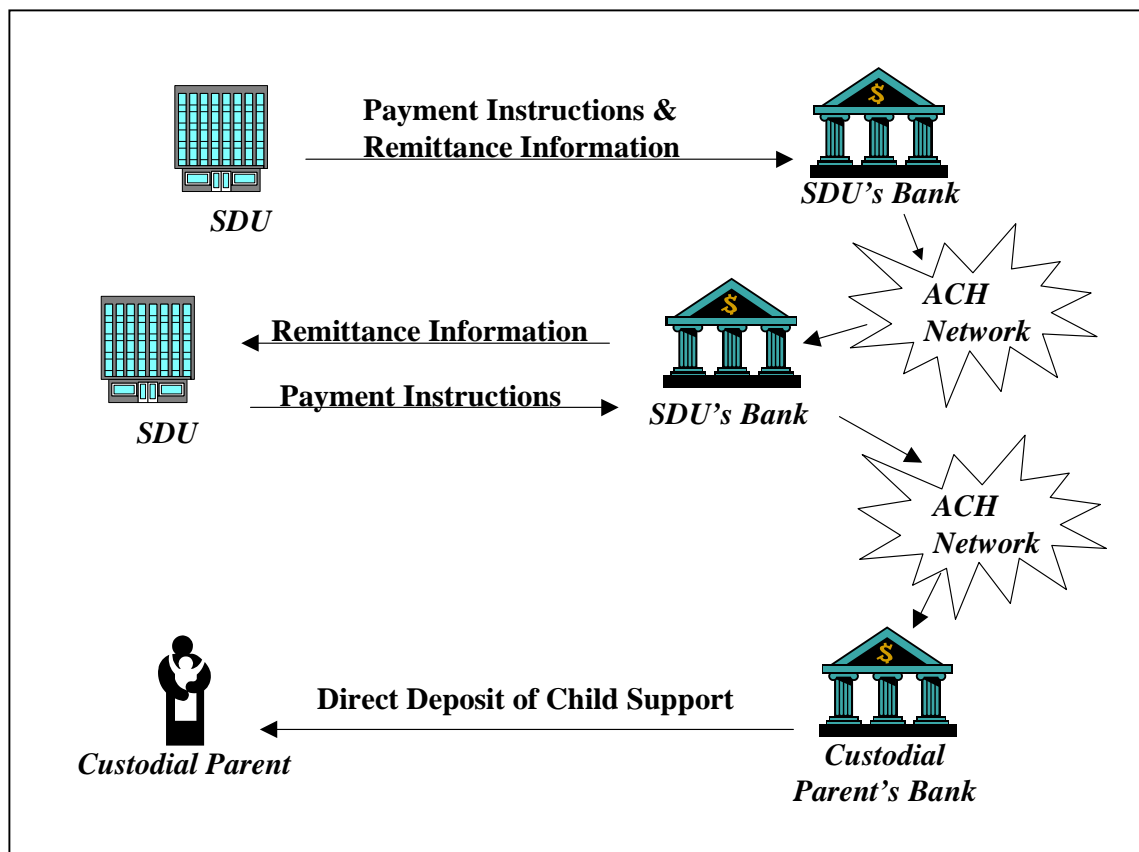 Payment Instructions &
Remittance Information
$
SDU
SDU's Bank
ACH
Network
$
Remittance Information
Payment Instructions
SDU
SDU's Bank
ACH
Network
$
Direct Deposit of Child Support
Custodial Parent
Custodial
Parent's Bank